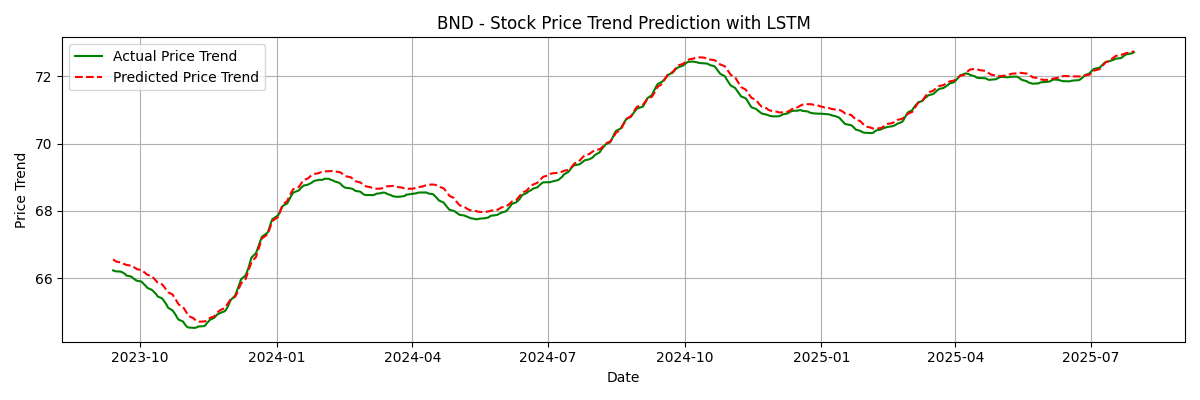 BND - Stock Price Trend Prediction with LSTM
Actual Price Trend
Predicted Price Trend
Price Trend
72
70
68
66
2023-10 2024-01 2024-04 2024-07 2024-10 2025-01 2025-04 2025-07
Date